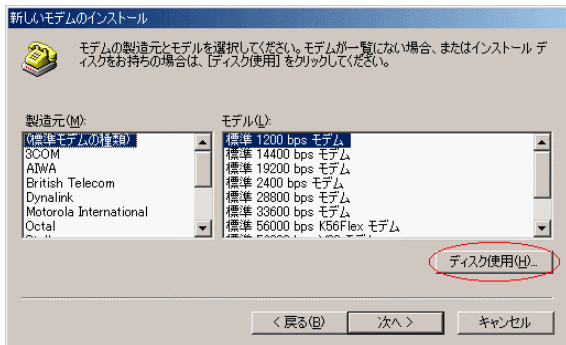 新しいモデムのインストール
モデムの製造元とモデルを選択してください。モデムが一覧にない場合、またはインストール デ
ィスクをお持ちの場合は、[ディスク使用] をクリックしてください。
製造元(M):
モデル(L):
(標準モデムの種類)
3COM
AIWA
British Telecom
Dynalink
Motorola International
Octal
標準 1200 bps モデム
標準 14400 bps モデム
標準 19200 bps モデム
標準 2400 bps モデム
標準 28800 bps モデム
標準 33600 bps モデム
標準 56000 bps K56Flex モデム
ディスク使用(H)...
< 戻る(B)
次へ >
キャンセル